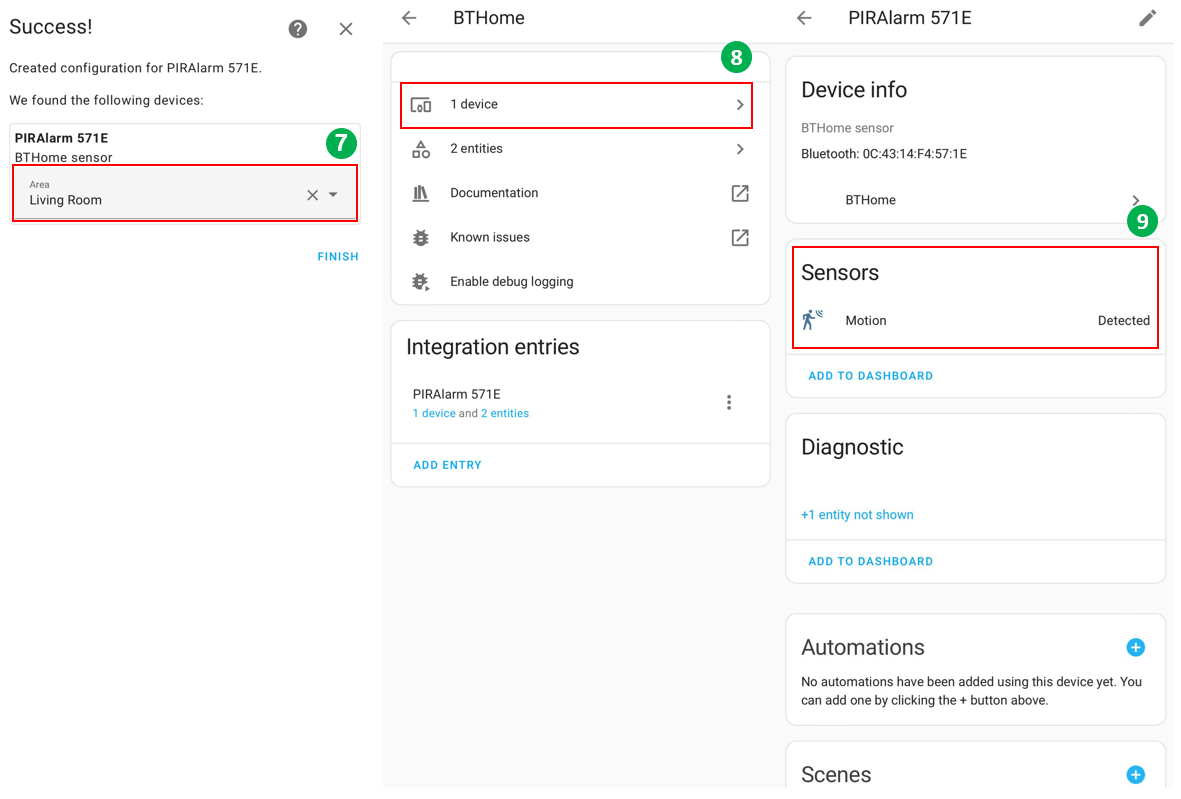 Success!
Created configuration for PIRAlarm 571E.
We found the following devices:
PIRAlarm 571E
7
BTHome sensor
Area
Living Room
FINISH
BTHome
8
1 device
2 entities
Documentation
Known issues
Enable debug logging
Integration entries
PIRAlarm 571E
1 device and 2 entities
ADD ENTRY
PIRAlarm 571E
Device info
BTHome sensor
Bluetooth: 0C:43:14:F4:57:1E
BTHome
9
Sensors
Motion Detected
ADD TO DASHBOARD
Diagnostic
+1 entity not shown
ADD TO DASHBOARD
Automations
No automations have been added using this device yet. You
can add one by clicking the + button above.
Scenes